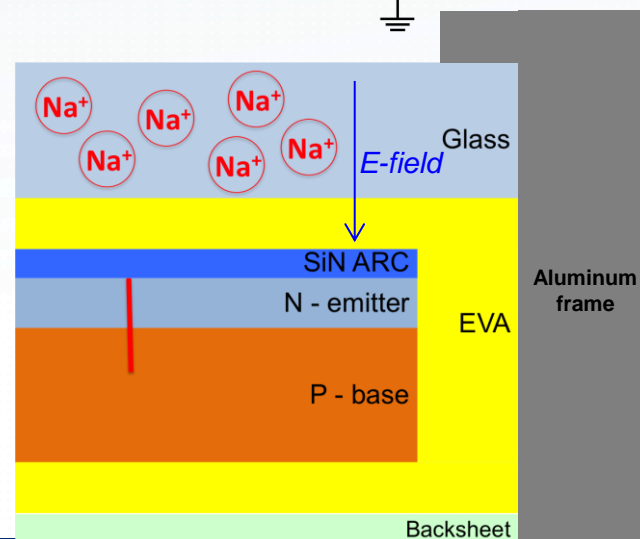 Na+
Na+
Na+
Na+
Na+
Na+
E-field
Glass
SiN ARC
N - emitter
EVA
Aluminum
frame
P - base
Backsheet